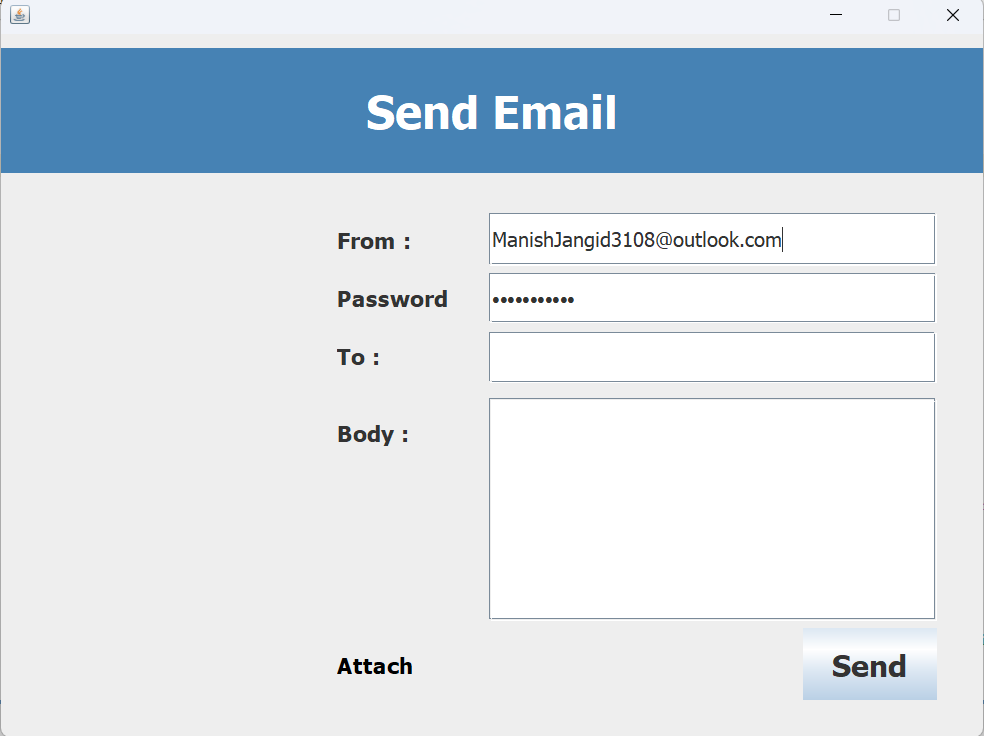 Send Email
From :
ManishJangid3108@outlook.com
Password
•••••••••••
To :
Body :
Attach
Send